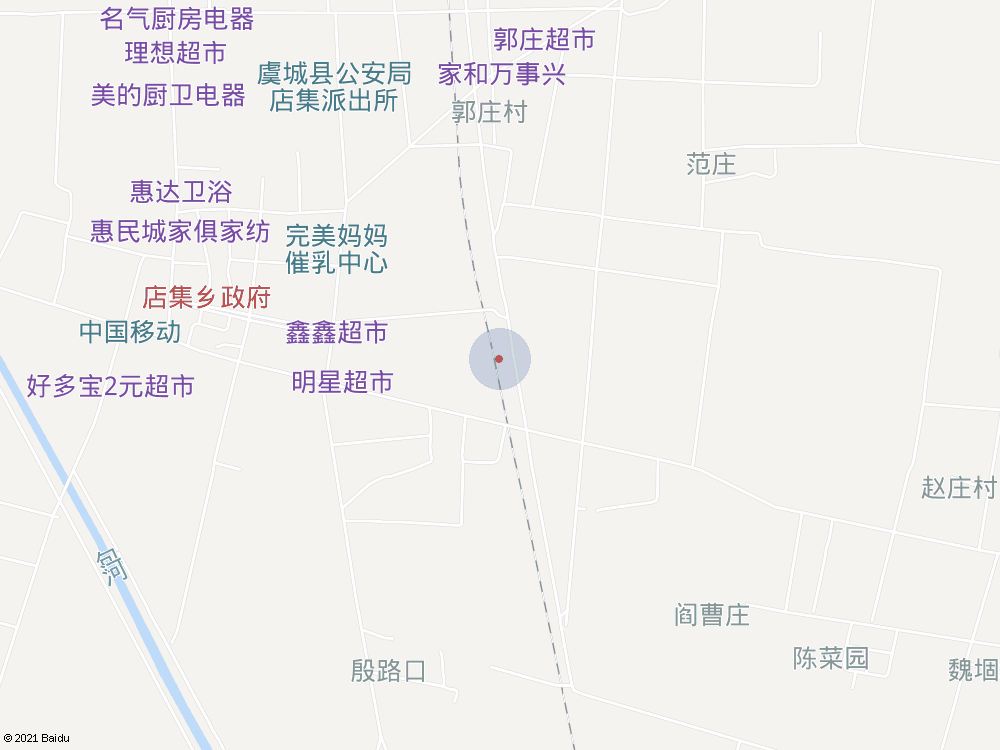 名气厨房电器
理想超市
美的厨卫电器
虞城县公安局
店集派出所
郭庄超市
家和万事兴
郭庄村
范庄
惠达卫浴
惠民城家俱家纺
完美妈妈
催乳中心
店集乡政府
中国移动
鑫鑫超市
明星超市
好多宝2元超市
赵庄村
阎曹庄
陈菜园
殷路口
魏堌
© 2021 Baidu